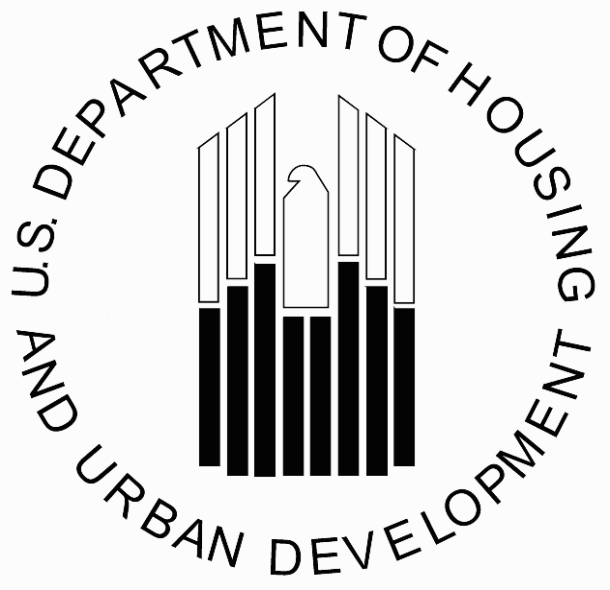 U.S. DEPARTMENT OF HOUSING
AND URBAN DEVELOPMENT